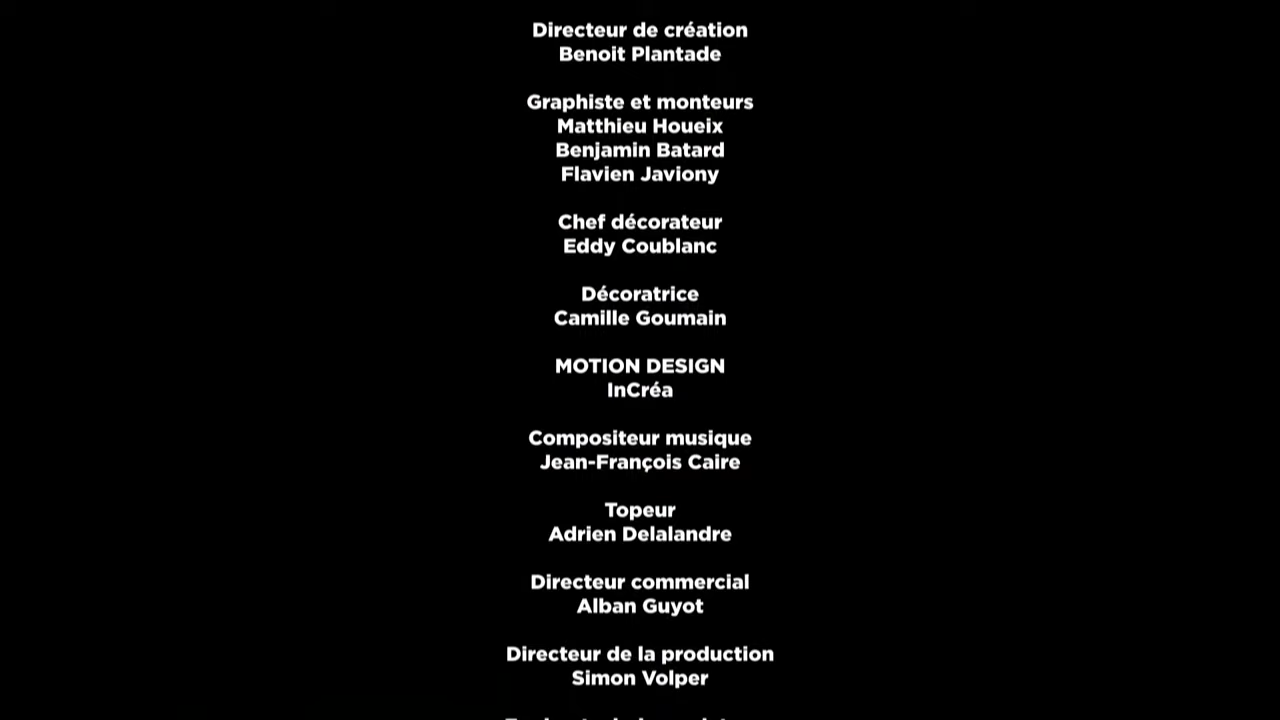 Directeur de création
Benoit Plantade
Graphiste et monteurs
Matthieu Houeix
Benjamin Batard
Flavien Javiony
Chef décorateur
Eddy Coublanc
Décoratrice
Camille Goumain
MOTION DESIGN
InCréa
Compositeur musique
Jean-François Caire
Topeur
Adrien Delalandre
Directeur commercial
Alban Guyot
Directeur de la production
Simon Volper